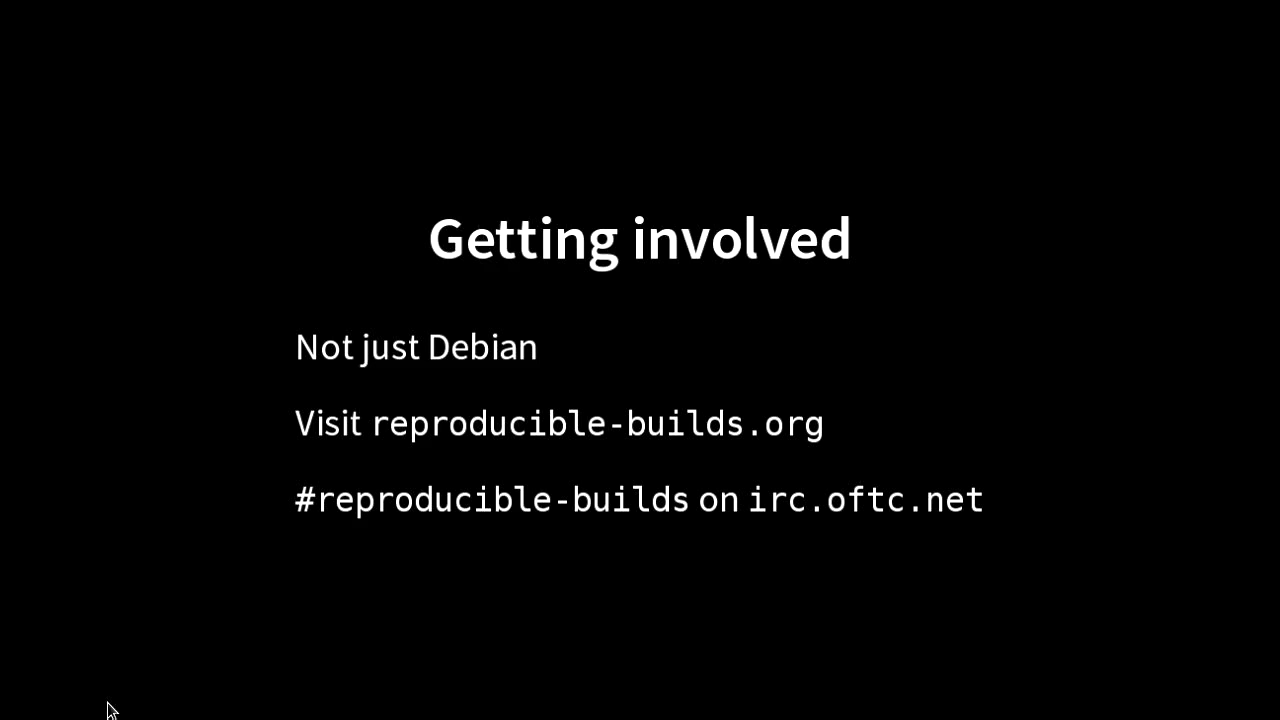 Getting involved
Not just Debian
Visit reproducible-builds.org
#reproducible-builds on irc.oftc.net